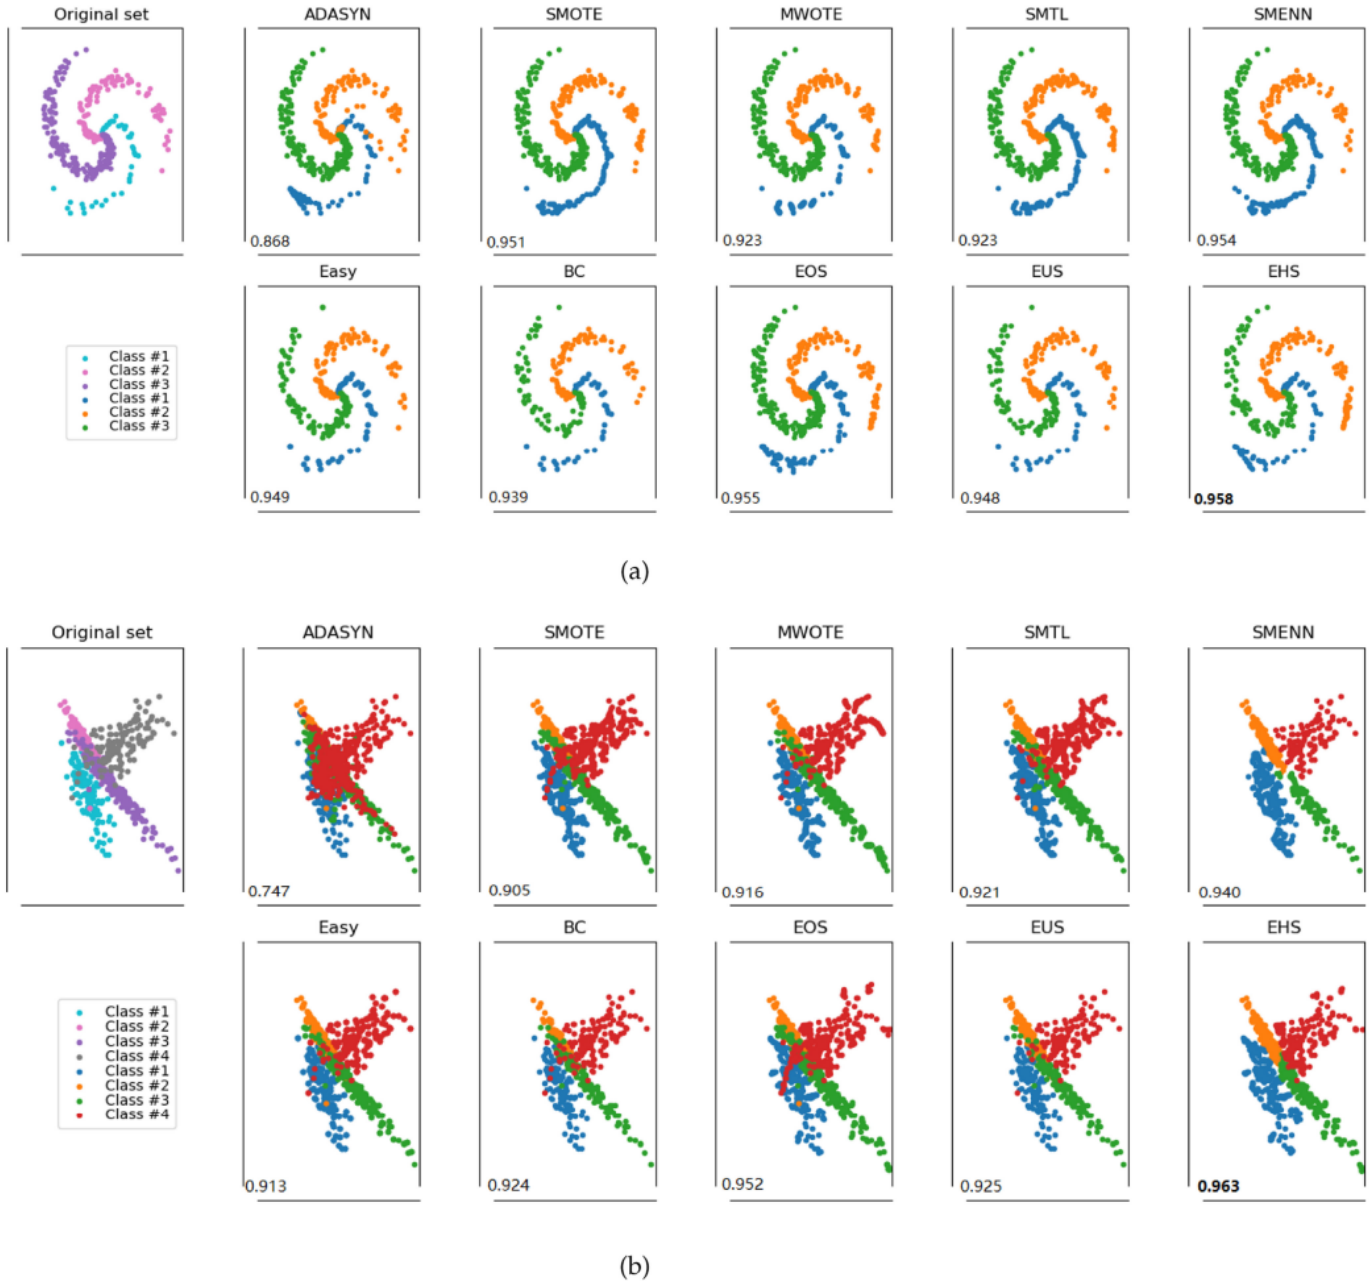 Original set ADASYN SMOTE MWOTE SMTL SMENN
0.868 0.951 0.923 0.923 0.954
Easy BC EOS EUS EHS
Class #1
Class #2
Class #3
Class #1
Class #2
Class #3
0.949 0.939 0.955 0.948 0.958
(a)
Original set ADASYN SMOTE MWOTE SMTL SMENN
0.747 0.905 0.916 0.921 0.940
Easy BC EOS EUS EHS
Class #1
Class #2
Class #3
Class #4
Class #1
Class #2
Class #3
Class #4
0.913 0.924 0.952 0.925 0.963
(b)